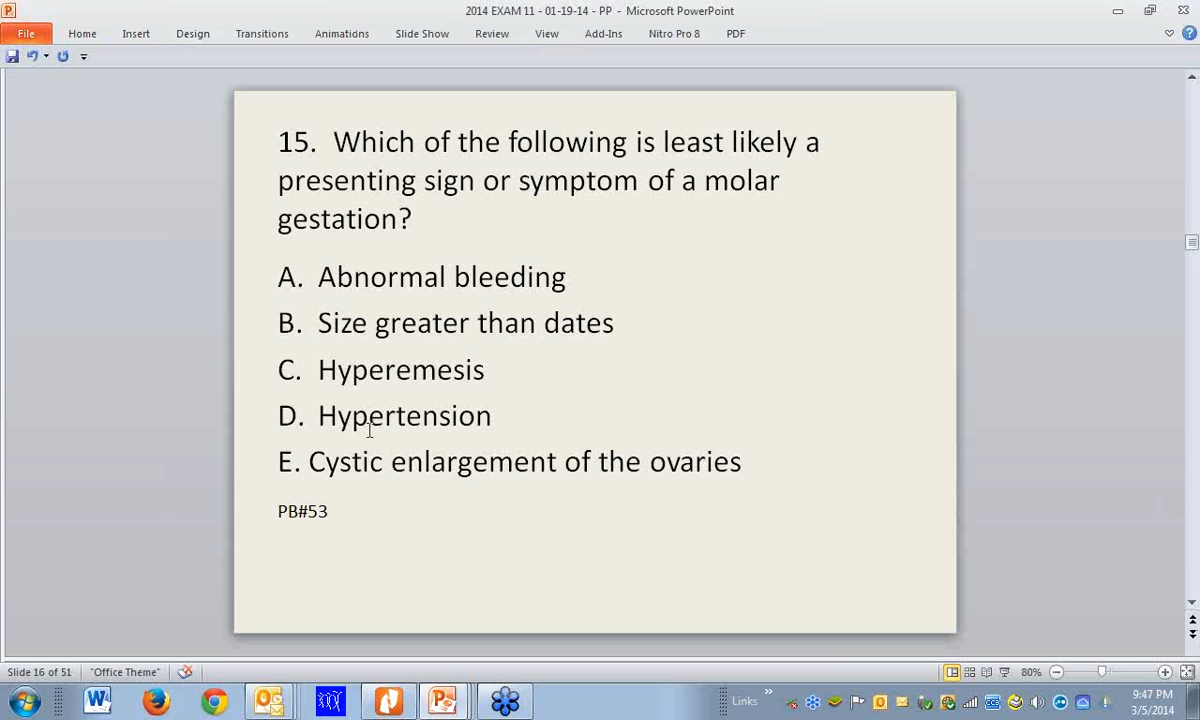 2014 EXAM 11 - 01-19-14 - PP - Microsoft PowerPoint
File Home Insert Design Transitions Animations Slide Show Review View Add-Ins Nitro Pro 8 PDF
15. Which of the following is least likely a
presenting sign or symptom of a molar
gestation?
A. Abnormal bleeding
B. Size greater than dates
C. Hyperemesis
D. Hypertension
E. Cystic enlargement of the ovaries
PB#53
Slide 16 of 51 "Office Theme" 80%
Links » 9:47 PM
3/5/2014